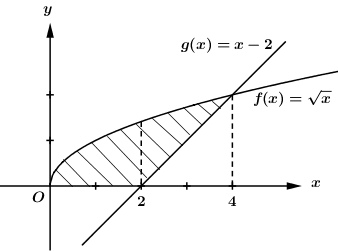 y
g(x) = x − 2
f(x) = √x
O
2
4
x